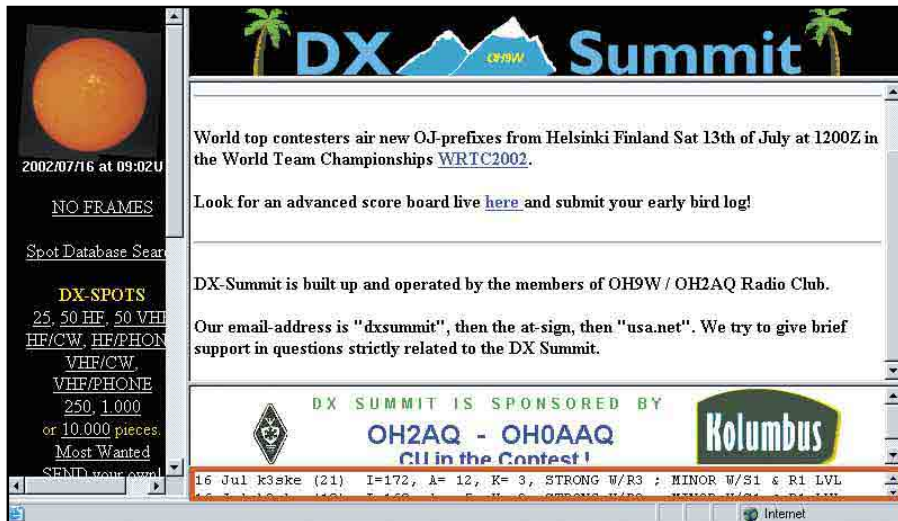 DX Summit
OH9W
2002/07/16 at 09:02U
NO FRAMES
Spot Database Sear
DX-SPOTS
25, 50 HF, 50 VHF
HF/CW, HF/PHON
VHF/CW,
VHF/PHONE
250, 1.000
or 10.000 pieces.
Most Wanted
SEND your own!
World top contesters air new OJ-prefixes from Helsinki Finland Sat 13th of July at 1200Z in
the World Team Championships WRTC2002.
Look for an advanced score board live here and submit your early bird log!
DX-Summit is built up and operated by the members of OH9W / OH2AQ Radio Club.
Our email-address is "dxsummit", then the at-sign, then "usa.net". We try to give brief
support in questions strictly related to the DX Summit.
DX SUMMIT IS SPONSORED BY
OH2AQ - OH0AAQ
CU in the Contest !
Kolumbus
16 Jul k3ske (21) I=172, A= 12, K= 3, STRONG W/R3 ; MINOR W/S1 & R1 LVL
Internet